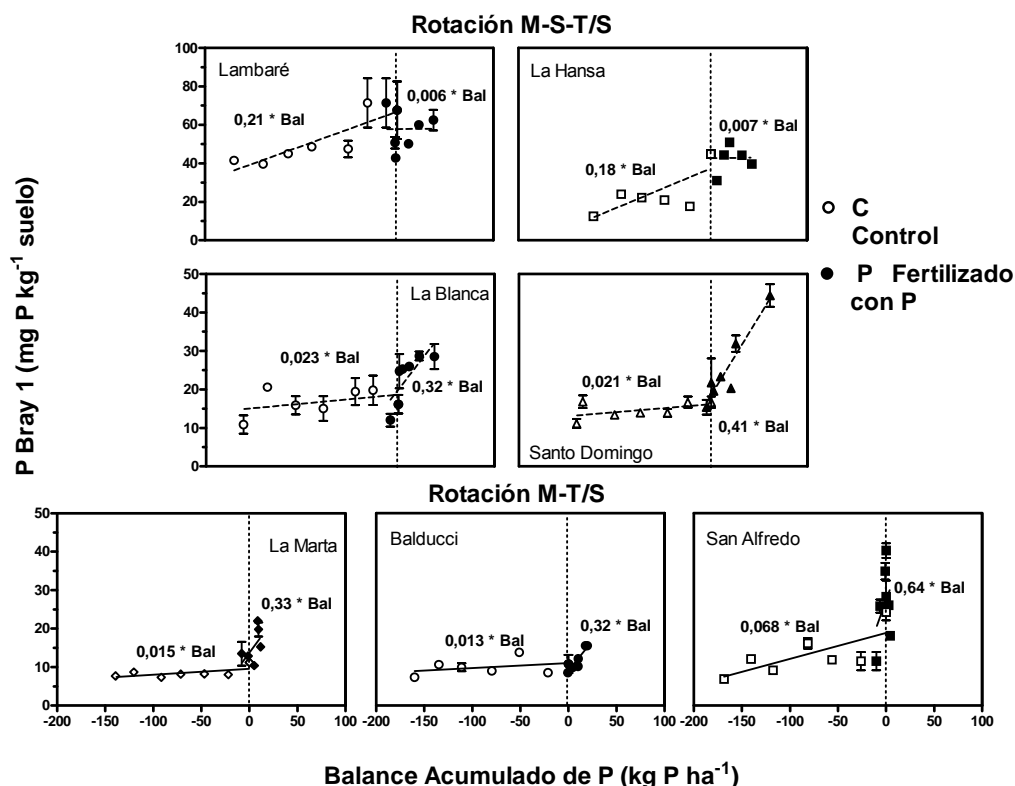 Rotación M-S-T/S
100
80
60
40
20
0
Lambaré
0,21 * Bal
0,006 * Bal
La Hansa
0,18 * Bal
0,007 * Bal
C
Control
P Fertilizado
con P
P Bray 1 (mg P kg-1 suelo)
50
40
30
20
10
0
La Blanca
0,023 * Bal
0,32 * Bal
0,021 * Bal
0,41 * Bal
Santo Domingo
Rotación M-T/S
50
40
30
20
10
0
La Marta
0,33 * Bal
0,015 * Bal
Balducci
0,013 * Bal
0,32 * Bal
San Alfredo
0,64 * Bal
0,068 * Bal
-200 -150 -100 -50 0 50 100
-200 -150 -100 -50 0 50 100
-200 -150 -100 -50 0 50 100
Balance Acumulado de P (kg P ha-1)